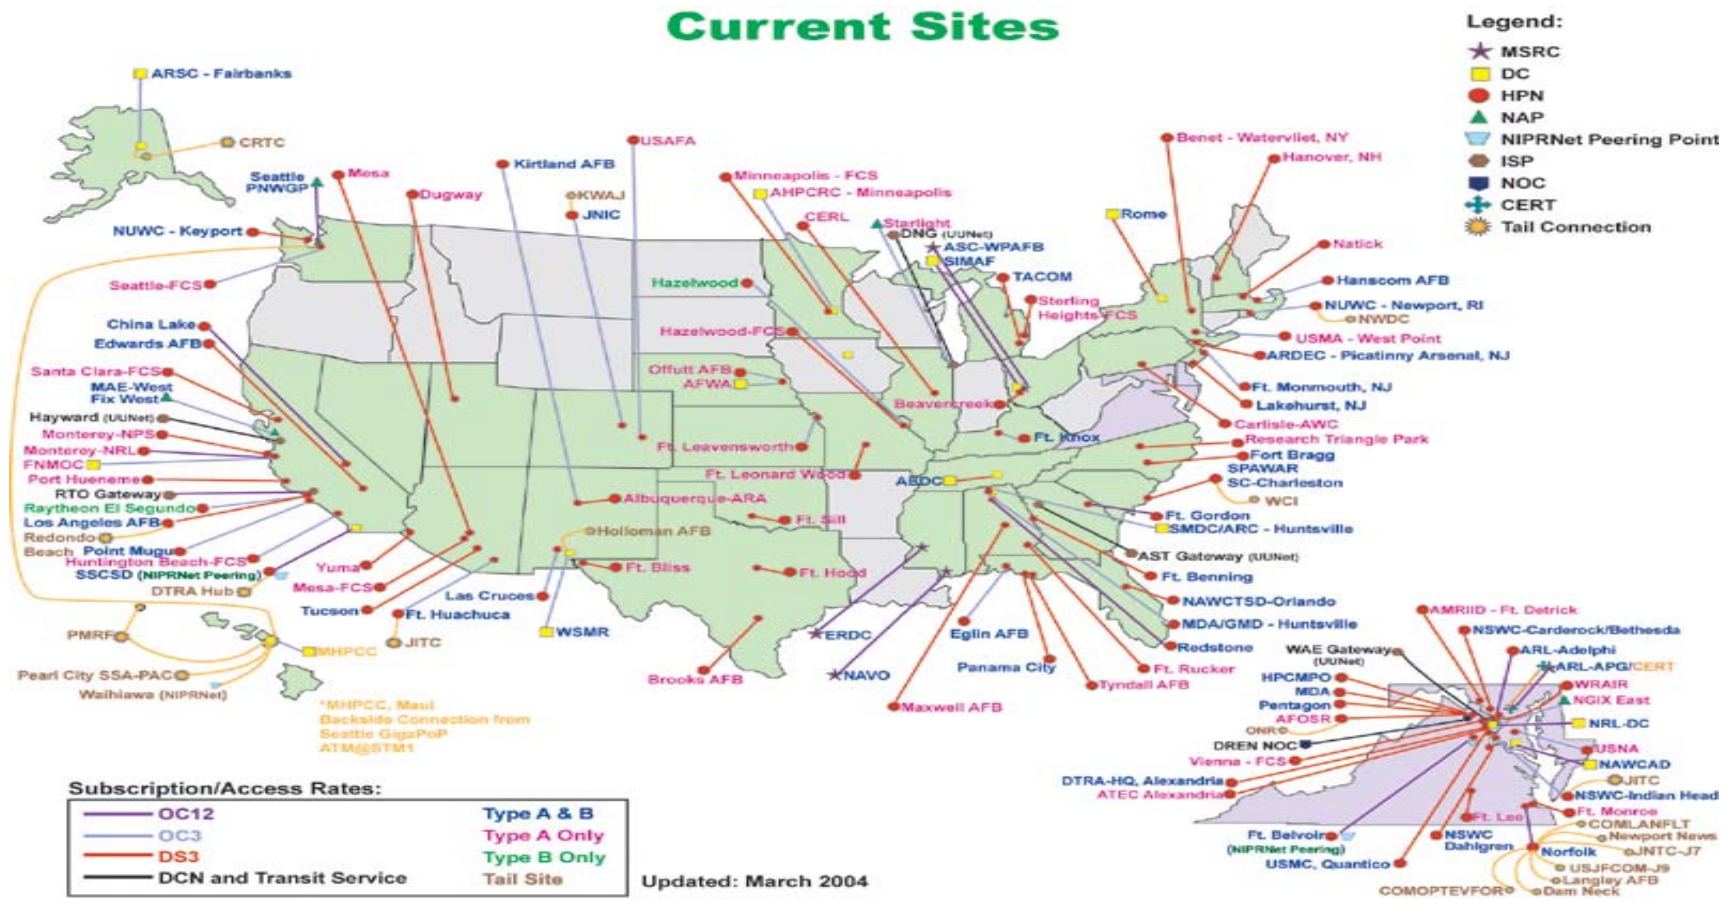 Current Sites
Legend:
MSRC
DC
HPN
NAP
NIPRNet Peering Point
ISP
NOC
CERT
Tail Connection
ARSC - Fairbanks
CRTC
Seattle
PNWGP
NUWC - Keyport
Seattle-FCS
Mesa
Dugway
Kirtland AFB
KWAJ
JNIC
USAFA
Minneapolis - FCS
AHPCRC - Minneapolis
CERL
Starlight
DNG (UUNet)
ASC-WPAFB
SIMAF
TACOM
Sterling
Heights-FCS
Rome
Benet - Watervliet, NY
Hanover, NH
Natick
Hanscom AFB
NUWC - Newport, RI
NWDC
USMA - West Point
ARDEC - Picatinny Arsenal, NJ
Ft. Monmouth, NJ
Lakehurst, NJ
Carlisle-AWC
Research Triangle Park
Fort Bragg
SPAWAR
SC-Charleston
WCI
Ft. Gordon
SMDC/ARC - Huntsville
AST Gateway (UUNet)
Ft. Benning
NAWCTSD-Orlando
MDA/GMD - Huntsville
Redstone
Ft. Rucker
Tyndall AFB
Panama City
Eglin AFB
Maxwell AFB
Hazelwood
Hazelwood-FCS
Offutt AFB
AFWA
Beavercreek
Ft. Knox
Ft. Leavensworth
Ft. Leonard Wood
AEDC
Albuquerque-ARA
Ft. Sill
Holloman AFB
Ft. Bliss
Ft. Hood
Las Cruces
WSMR
Brooks AFB
ERDC
NAVO
China Lake
Edwards AFB
Santa Clara-FCS
MAE-West
Fix West
Hayward (UUNet)
Monterey-NPS
Monterey-NRL
FNMOC
Port Hueneme
RTO Gateway
Raytheon El Segundo
Los Angeles AFB
Redondo
Beach
Point Mugu
Huntington Beach-FCS
SSCSD (NIPRNet Peering)
DTRA Hub
Yuma
Mesa-FCS
Tucson
Ft. Huachuca
JITC
PMRF
MHPCC
Pearl City SSA-PAC
Waihiawa (NIPRNet)
*MHPCC, Maui
Backside Connection from
Seattle GigaPoP
ATM@STM1
AMRIID - Ft. Detrick
NSWC-Carderock/Bethesda
WAE Gateway
(UUNet)
ARL-Adelphi
ARL-APG/CERT
HPCMPO
MDA
Pentagon
AFOSR
ONR
DREN NOC
Vienna - FCS
DTRA-HQ, Alexandria
ATEC Alexandria
WRAIR
NGIX East
NRL-DC
USNA
NAWCAD
JITC
NSWC-Indian Head
Ft. Monroe
Ft. Lee
COMLANFLT
Newport News
JNTC-J7
USJFCOM-J9
Langley AFB
Dam Neck
COMOPTEVFOR
Norfolk
NSWC
Dahlgren
Ft. Belvoir
(NIPRNet Peering)
USMC, Quantico
Subscription/Access Rates:
OC12 Type A & B
OC3 Type A Only
DS3 Type B Only
DCN and Transit Service Tail Site
Updated: March 2004